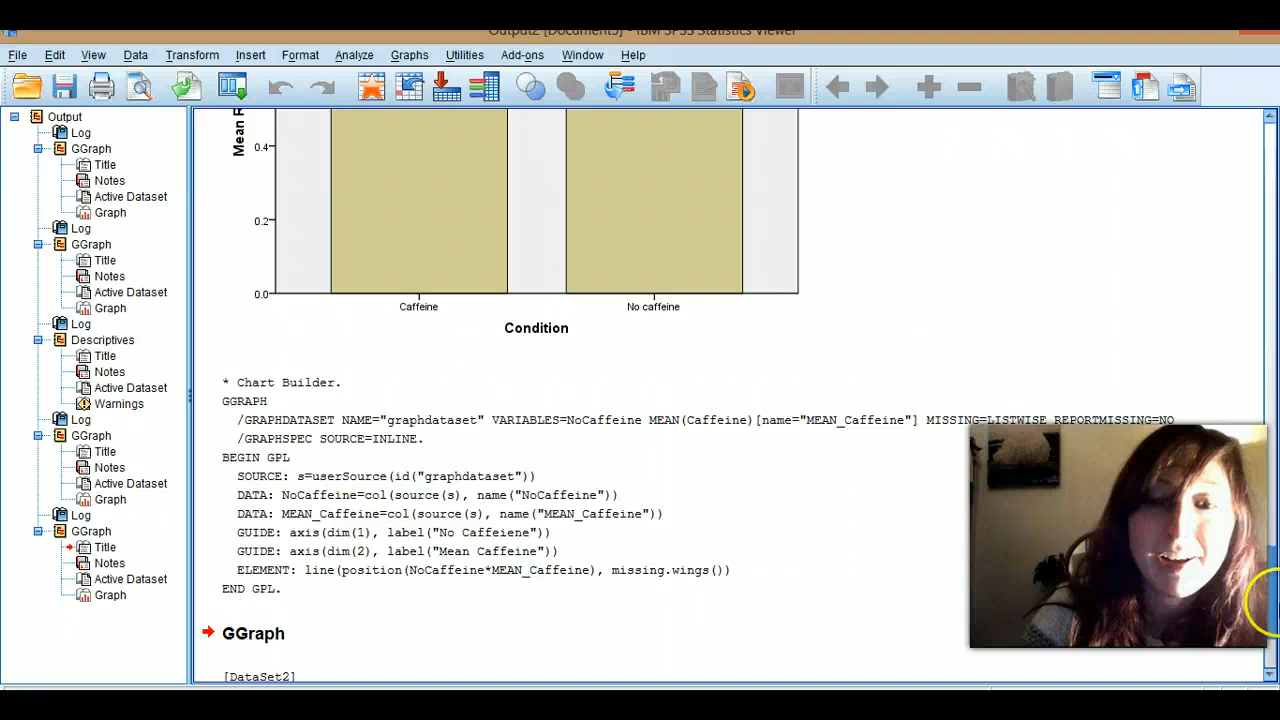 Output2 [Document5] - IBM SPSS Statistics Viewer
File Edit View Data Transform Insert Format Analyze Graphs Utilities Add-ons Window Help
Output
Log
GGraph
Title
Notes
Active Dataset
Graph
Log
GGraph
Title
Notes
Active Dataset
Graph
Log
Descriptives
Title
Notes
Active Dataset
Warnings
Log
GGraph
Title
Notes
Active Dataset
Graph
Log
GGraph
Title
Notes
Active Dataset
Graph
Mean R
0.4
0.2
0.0
Caffeine No caffeine
Condition
* Chart Builder.
GGRAPH
/GRAPHDATASET NAME="graphdataset" VARIABLES=NoCaffeine MEAN(Caffeine)[name="MEAN_Caffeine"] MISSING=LISTWISE REPORTMISSING=NO
/GRAPHSPEC SOURCE=INLINE.
BEGIN GPL
SOURCE: s=userSource(id("graphdataset"))
DATA: NoCaffeine=col(source(s), name("NoCaffeine"))
DATA: MEAN_Caffeine=col(source(s), name("MEAN_Caffeine"))
GUIDE: axis(dim(1), label("No Caffeiene"))
GUIDE: axis(dim(2), label("Mean Caffeine"))
ELEMENT: line(position(NoCaffeine*MEAN_Caffeine), missing.wings())
END GPL.
GGraph
[DataSet2]